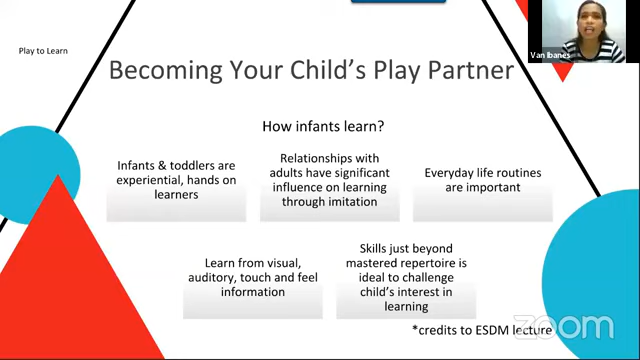 Play to Learn
Van Ibanes
Becoming Your Child's Play Partner
How infants learn?
Infants & toddlers are
experiential, hands on
learners
Relationships with
adults have significant
influence on learning
through imitation
Everyday life routines
are important
Learn from visual,
auditory, touch and feel
information
Skills just beyond
mastered repertoire is
ideal to challenge
child's interest in
learning
*credits to ESDM lecture
zoom